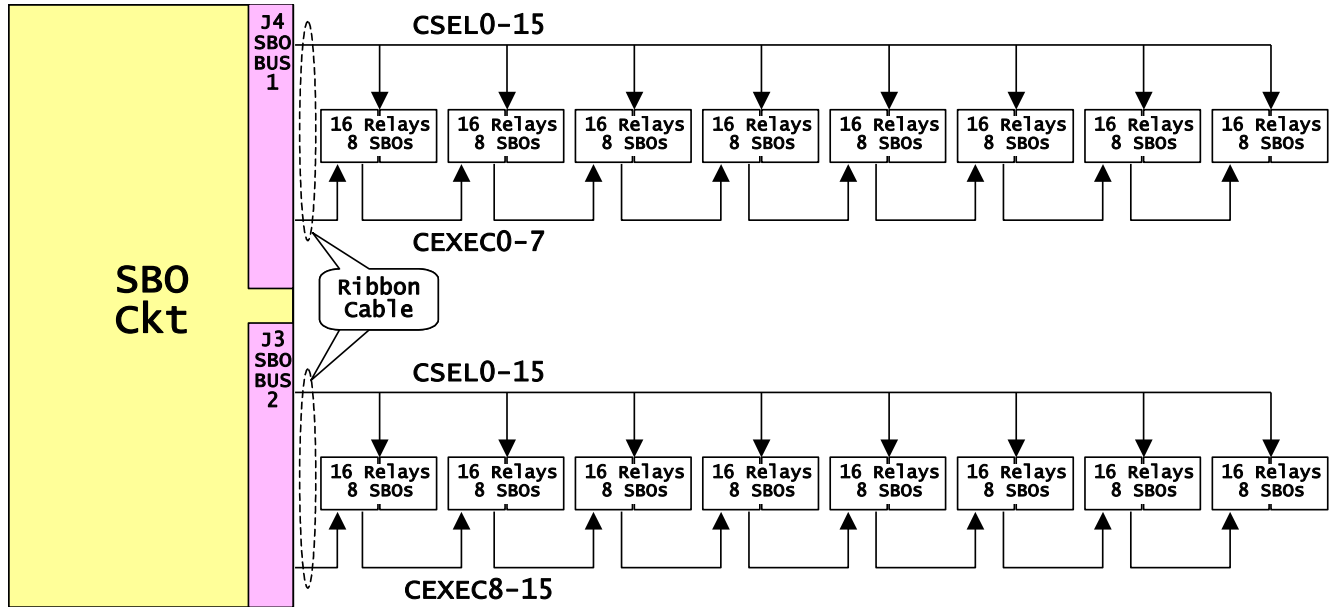 J4
SBO
BUS
1
CSEL0-15
16 Relays
8 SBOs
16 Relays
8 SBOs
16 Relays
8 SBOs
16 Relays
8 SBOs
16 Relays
8 SBOs
16 Relays
8 SBOs
16 Relays
8 SBOs
16 Relays
8 SBOs
CEXEC0-7
SBO
Ckt
Ribbon
Cable
J3
SBO
BUS
2
CSEL0-15
16 Relays
8 SBOs
16 Relays
8 SBOs
16 Relays
8 SBOs
16 Relays
8 SBOs
16 Relays
8 SBOs
16 Relays
8 SBOs
16 Relays
8 SBOs
16 Relays
8 SBOs
CEXEC8-15